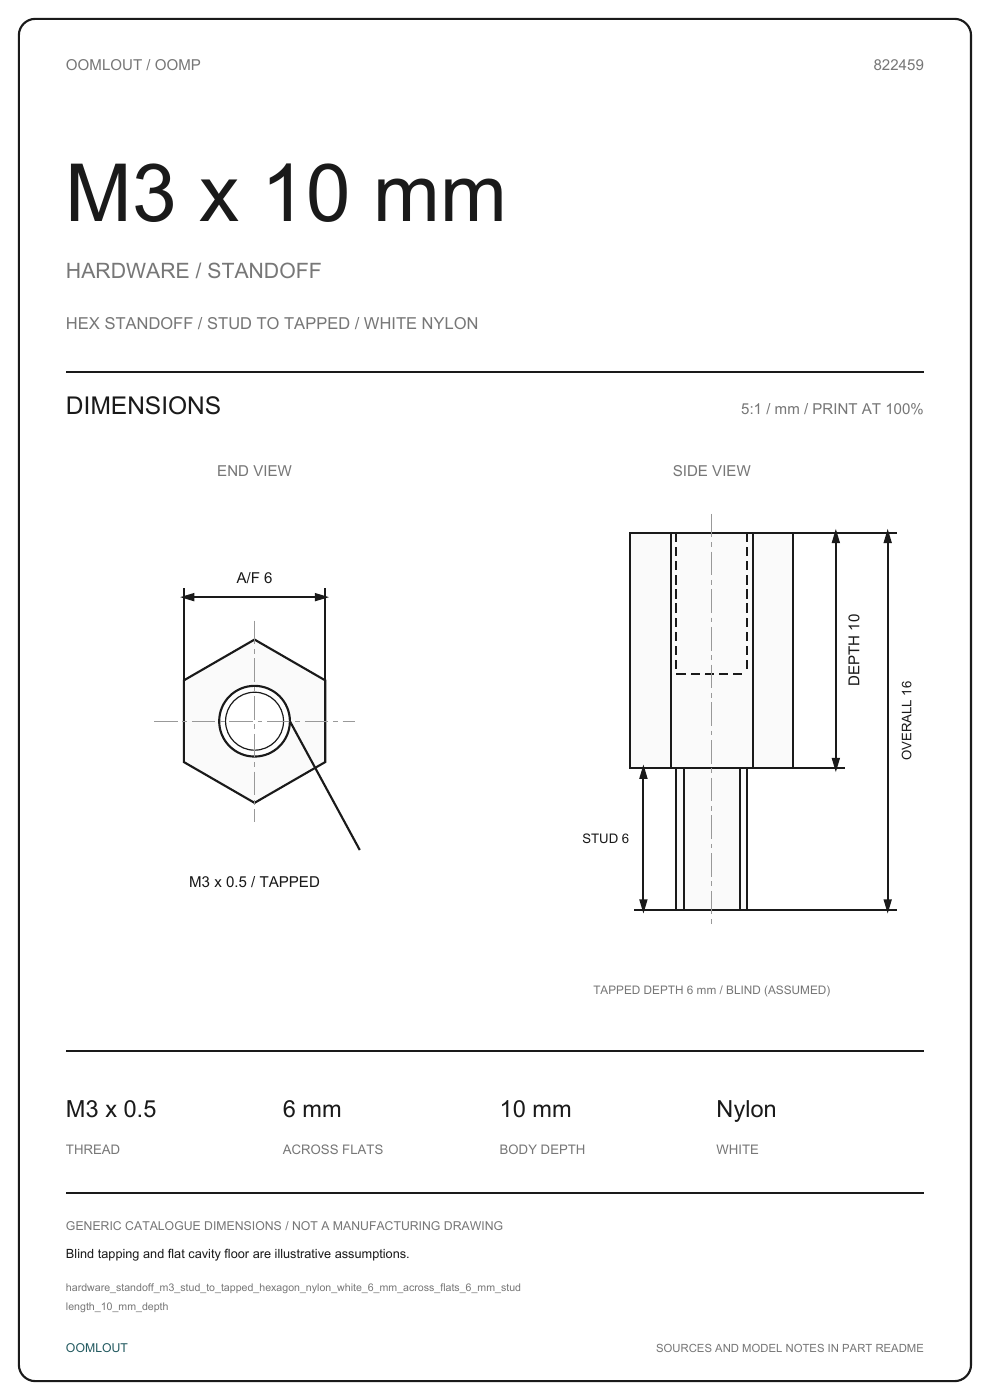 OOMLOUT / OOMP
822459
M3 x 10 mm
HARDWARE / STANDOFF
HEX STANDOFF / STUD TO TAPPED / WHITE NYLON
DIMENSIONS
5:1 / mm / PRINT AT 100%
END VIEW
SIDE VIEW
A/F 6
DEPTH 10
OVERALL 16
STUD 6
M3 x 0.5 / TAPPED
TAPPED DEPTH 6 mm / BLIND (ASSUMED)
M3 x 0.5
6 mm
10 mm
Nylon
THREAD
ACROSS FLATS
BODY DEPTH
WHITE
GENERIC CATALOGUE DIMENSIONS / NOT A MANUFACTURING DRAWING
Blind tapping and flat cavity floor are illustrative assumptions.
hardware_standoff_m3_stud_to_tapped_hexagon_nylon_white_6_mm_across_flats_6_mm_stud
length_10_mm_depth
OOMLOUT
SOURCES AND MODEL NOTES IN PART README